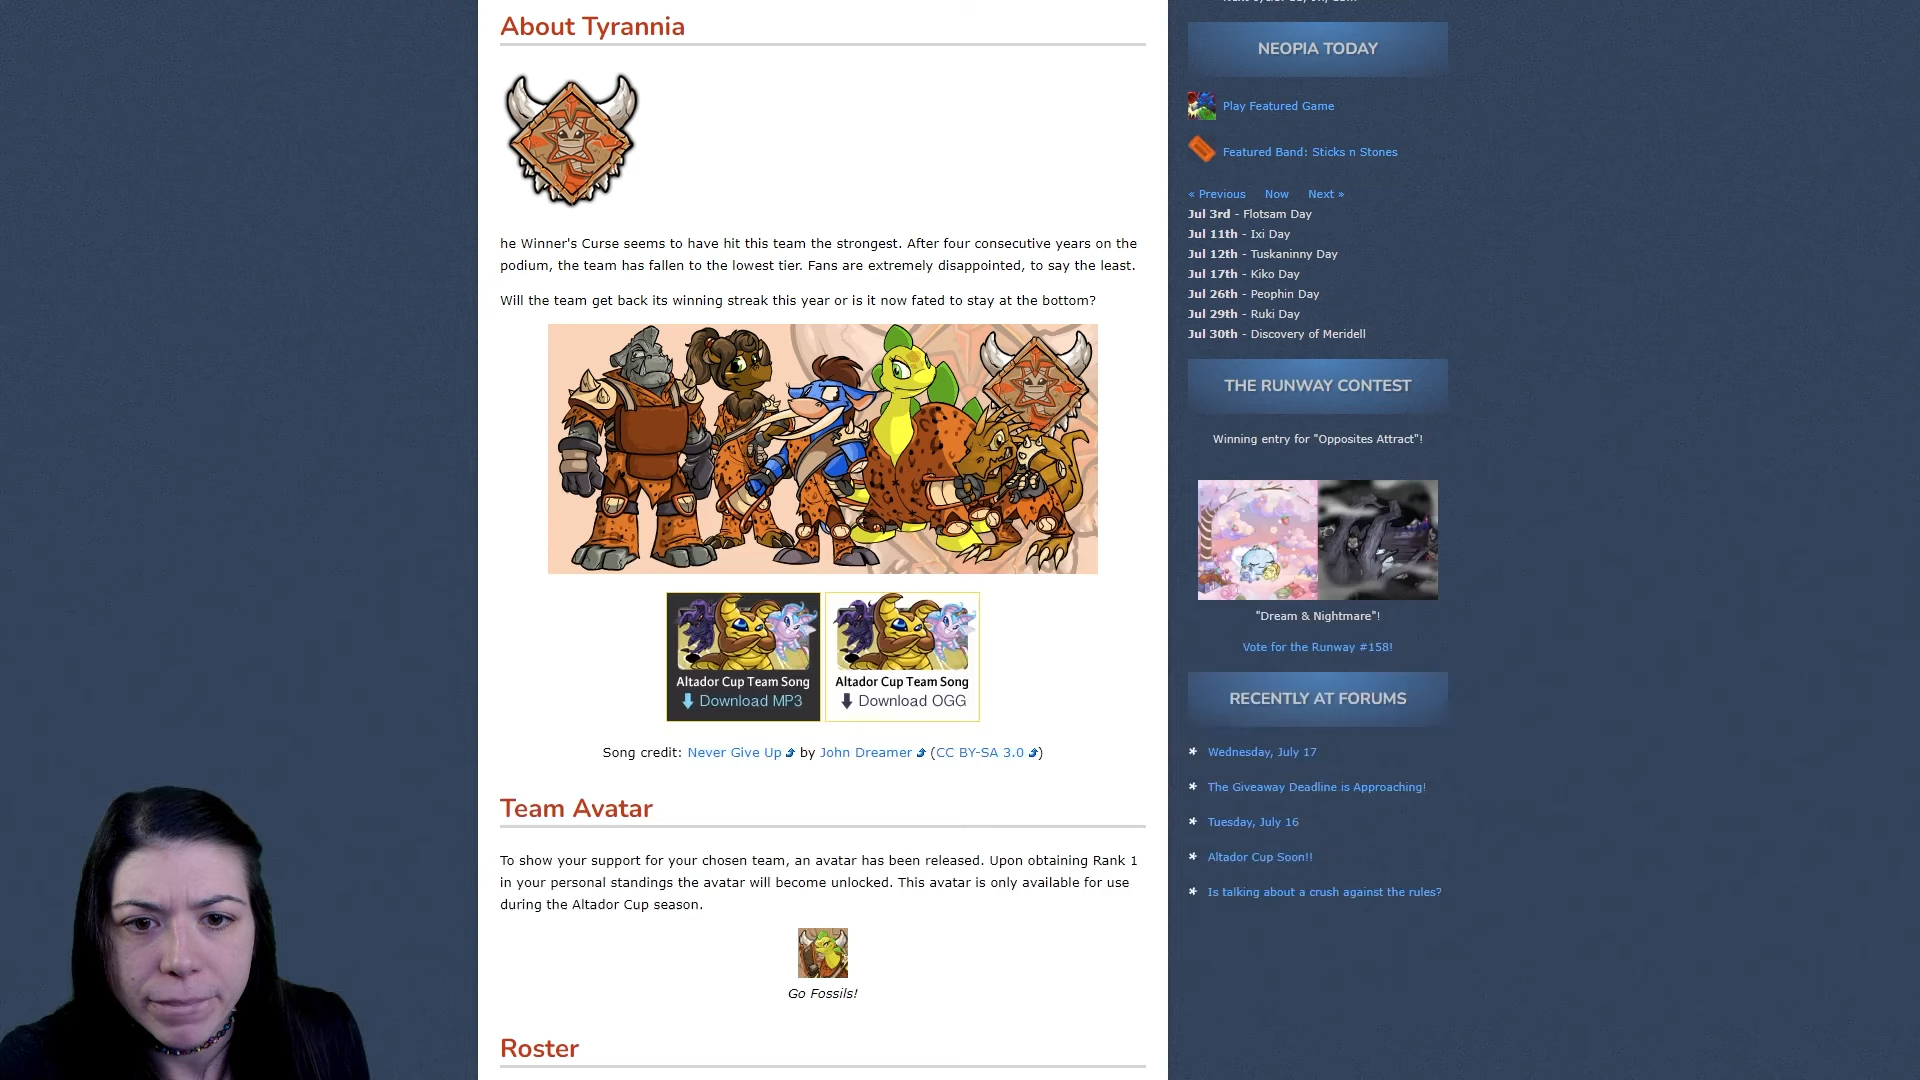 About Tyrannia
he Winner's Curse seems to have hit this team the strongest. After four consecutive years on the
podium, the team has fallen to the lowest tier. Fans are extremely disappointed, to say the least.
Will the team get back its winning streak this year or is it now fated to stay at the bottom?
Altador Cup Team Song
Download MP3
Altador Cup Team Song
Download OGG
Song credit: Never Give Up by John Dreamer (CC BY-SA 3.0)
Team Avatar
To show your support for your chosen team, an avatar has been released. Upon obtaining Rank 1
in your personal standings the avatar will become unlocked. This avatar is only available for use
during the Altador Cup season.
Go Fossils!
Roster
NEOPIA TODAY
Play Featured Game
Featured Band: Sticks n Stones
« Previous Now Next »
Jul 3rd - Flotsam Day
Jul 11th - Ixi Day
Jul 12th - Tuskaninny Day
Jul 17th - Kiko Day
Jul 26th - Peophin Day
Jul 29th - Ruki Day
Jul 30th - Discovery of Meridell
THE RUNWAY CONTEST
Winning entry for "Opposites Attract"!
"Dream & Nightmare"!
Vote for the Runway #158!
RECENTLY AT FORUMS
Wednesday, July 17
The Giveaway Deadline is Approaching!
Tuesday, July 16
Altador Cup Soon!!
Is talking about a crush against the rules?